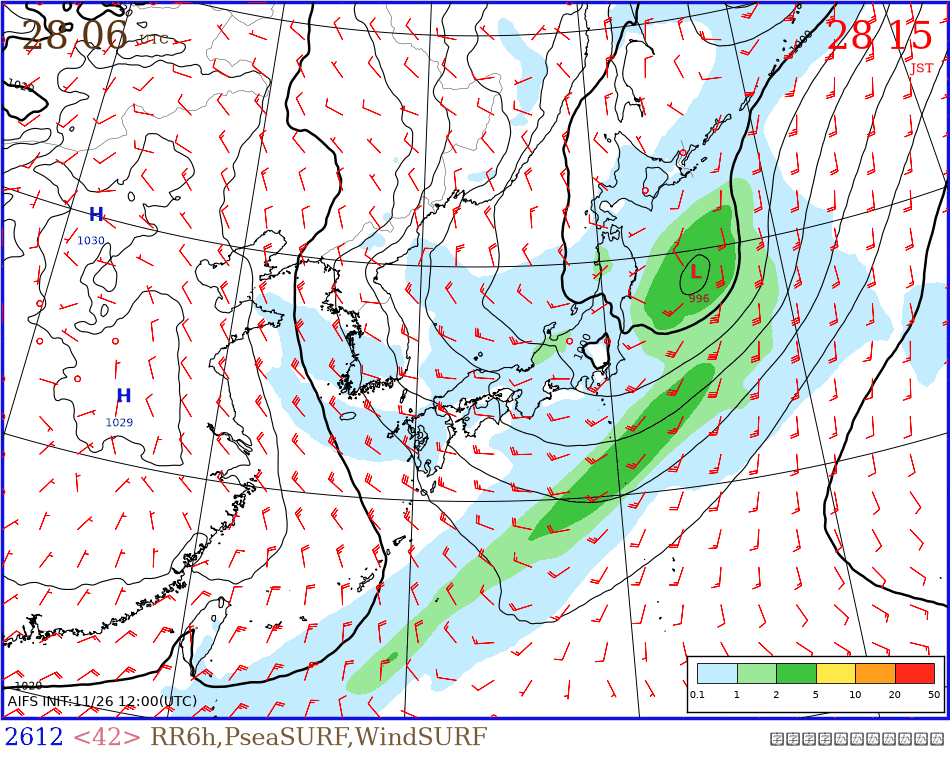 28 06 UTC
28 15
JST
1000
1020
H
1030
L
996
1000
H
1029
1020
AIFS INIT:11/26 12:00(UTC)
0.1 1 2 5 10 20 50
2612 <42> RR6h,PseaSURF,WindSURF